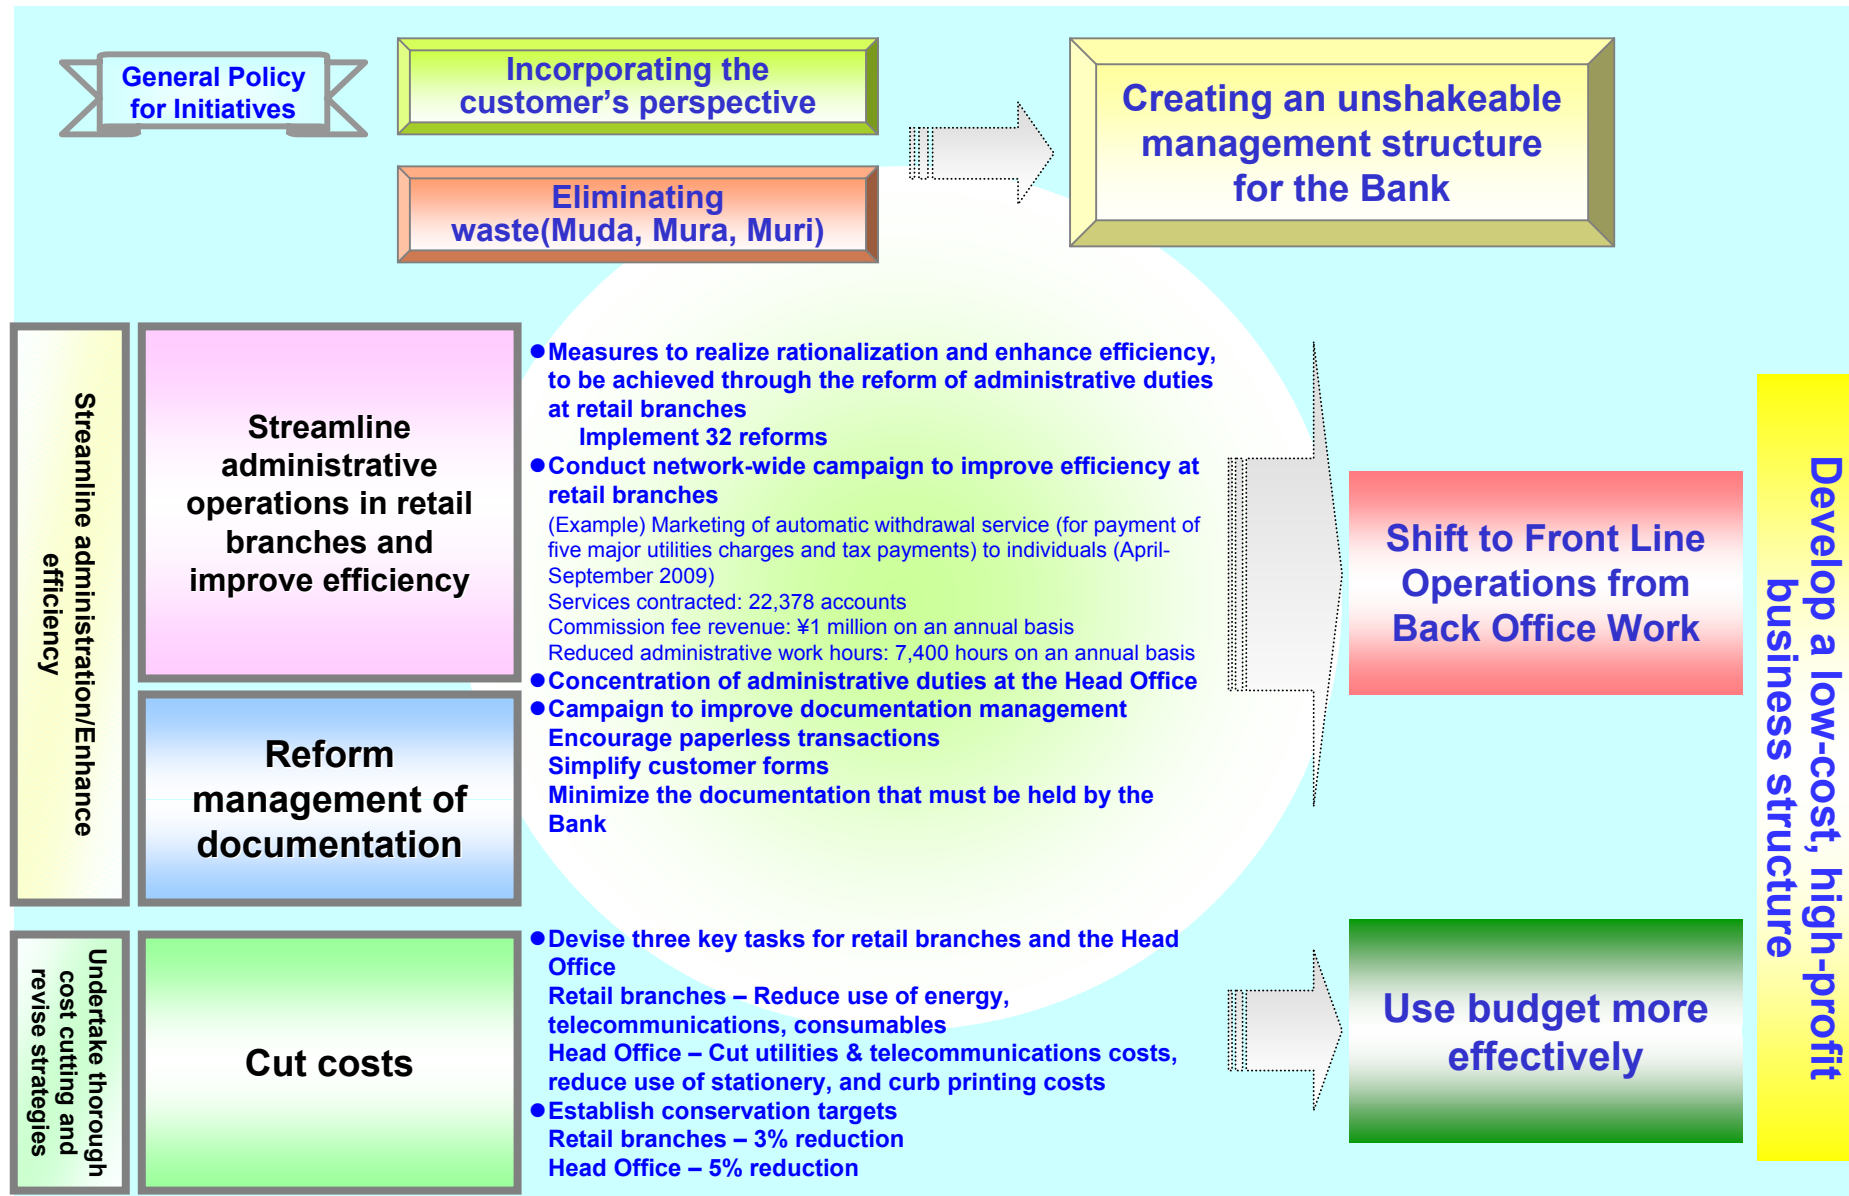 General Policy
for Initiatives
Incorporating the
customer’s perspective
Eliminating
waste(Muda, Mura, Muri)
Creating an unshakeable
management structure
for the Bank
Streamline administration/Enhance
efficiency
Streamline
administrative
operations in retail
branches and
improve efficiency
Reform
management of
documentation
●Measures to realize rationalization and enhance efficiency,
to be achieved through the reform of administrative duties
at retail branches
Implement 32 reforms
●Conduct network-wide campaign to improve efficiency at
retail branches
(Example) Marketing of automatic withdrawal service (for payment of
five major utilities charges and tax payments) to individuals (April-
September 2009)
Services contracted: 22,378 accounts
Commission fee revenue: ¥1 million on an annual basis
Reduced administrative work hours: 7,400 hours on an annual basis
●Concentration of administrative duties at the Head Office
●Campaign to improve documentation management
Encourage paperless transactions
Simplify customer forms
Minimize the documentation that must be held by the
Bank
Shift to Front Line
Operations from
Back Office Work
Undertake thorough
cost cutting and
revise strategies
Cut costs
●Devise three key tasks for retail branches and the Head
Office
Retail branches – Reduce use of energy,
telecommunications, consumables
Head Office – Cut utilities & telecommunications costs,
reduce use of stationery, and curb printing costs
●Establish conservation targets
Retail branches – 3% reduction
Head Office – 5% reduction
Use budget more
effectively
Develop a low-cost, high-profit
business structure